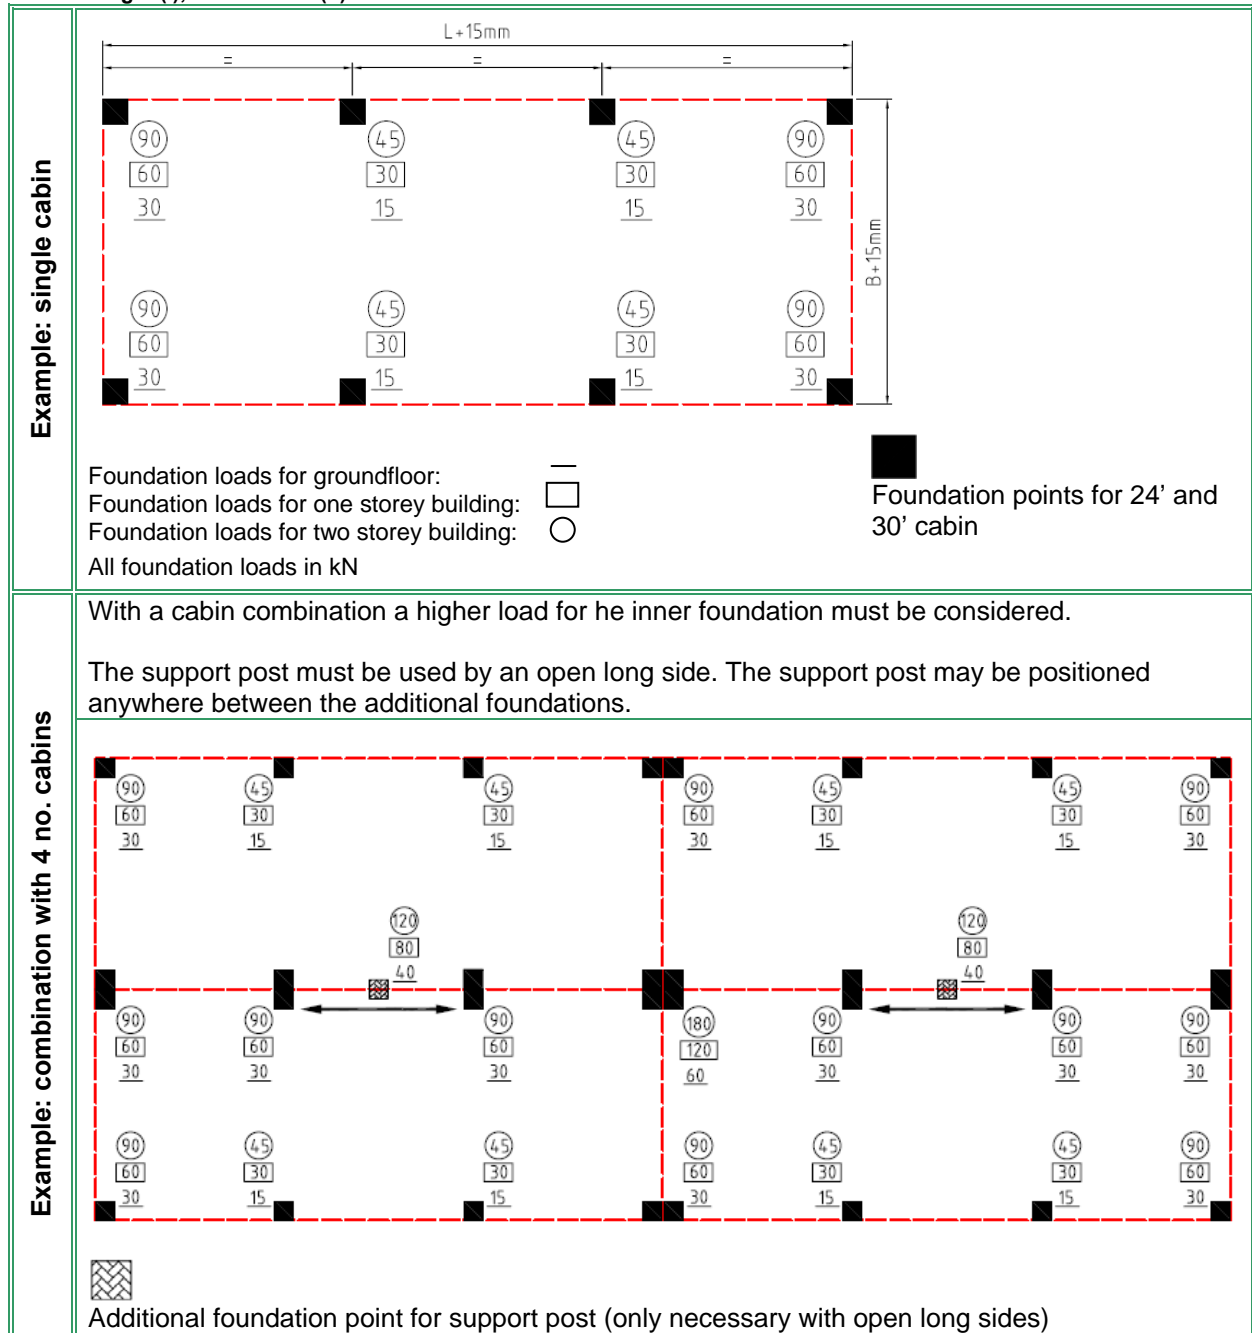 L+15mm
= = =
90 45 45 90
60 30 30 60
30 15 15 30
B+15mm
90 45 45 90
60 30 30 60
30 15 15 30
Example: single cabin
Foundation loads for groundfloor:
Foundation loads for one storey building:
Foundation loads for two storey building:
All foundation loads in kN
Foundation points for 24’ and
30’ cabin
With a cabin combination a higher load for he inner foundation must be considered.
The support post must be used by an open long side. The support post may be positioned
anywhere between the additional foundations.
Example: combination with 4 no. cabins
90 45 45 90 45 45 90
60 30 30 60 30 30 60
30 15 15 30 15 15 30
120 120
80 80
40 40
90 90 90 180 90 90 90
60 60 60 120 60 60 60
30 30 30 60 30 30 30
90 45 45 90 45 45 90
60 30 30 60 30 30 60
30 15 15 30 15 15 30
Additional foundation point for support post (only necessary with open long sides)